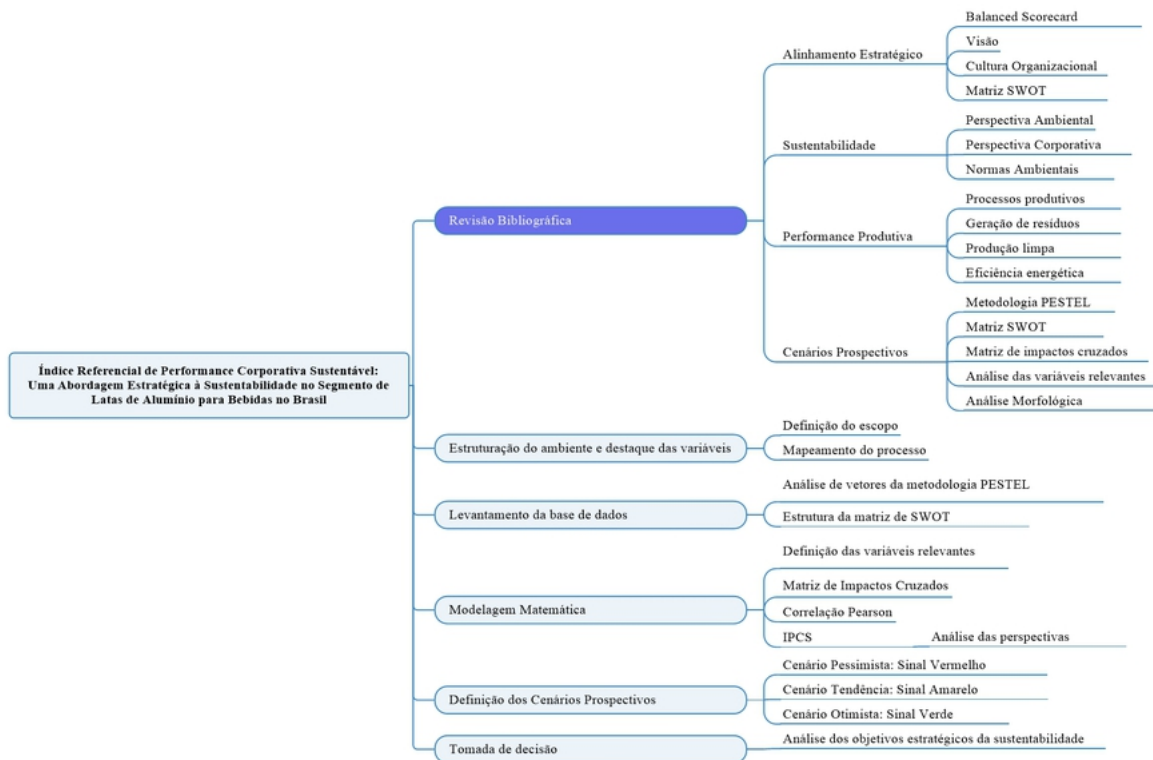 Índice Referencial de Performance Corporativa Sustentável:
Uma Abordagem Estratégica à Sustentabilidade no Segmento de
Latas de Alumínio para Bebidas no Brasil
Revisão Bibliográfica
Alinhamento Estratégico
Balanced Scorecard
Visão
Cultura Organizacional
Matriz SWOT
Sustentabilidade
Perspectiva Ambiental
Perspectiva Corporativa
Normas Ambientais
Performance Produtiva
Processos produtivos
Geração de resíduos
Produção limpa
Eficiência energética
Cenários Prospectivos
Metodologia PESTEL
Matriz SWOT
Matriz de impactos cruzados
Análise das variáveis relevantes
Análise Morfológica
Estruturação do ambiente e destaque das variáveis
Definição do escopo
Mapeamento do processo
Levantamento da base de dados
Análise de vetores da metodologia PESTEL
Estrutura da matriz de SWOT
Modelagem Matemática
Definição das variáveis relevantes
Matriz de Impactos Cruzados
Correlação Pearson
IPCS
Análise das perspectivas
Definição dos Cenários Prospectivos
Cenário Pessimista: Sinal Vermelho
Cenário Tendência: Sinal Amarelo
Cenário Otimista: Sinal Verde
Tomada de decisão
Análise dos objetivos estratégicos da sustentabilidade